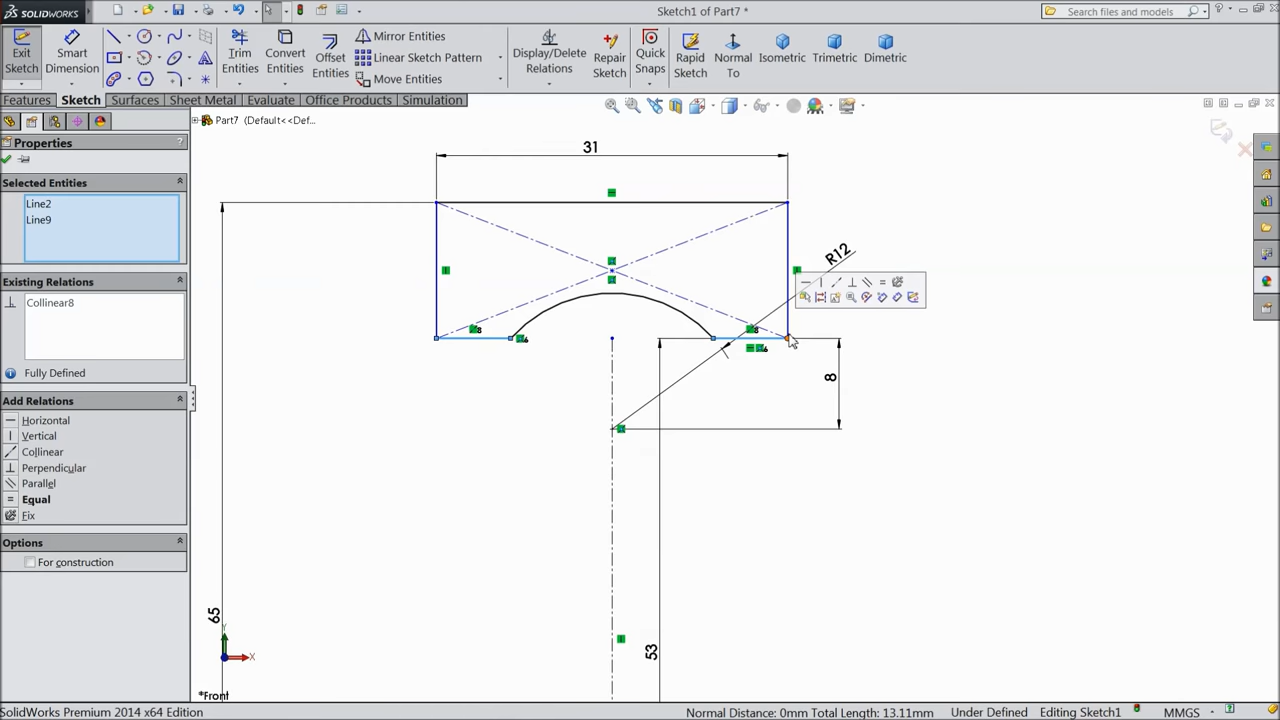 SOLIDWORKS
Sketch1 of Part7 *
Search files and models
Exit Sketch
Smart Dimension
Trim Entities
Convert Entities
Offset Entities
Mirror Entities
Linear Sketch Pattern
Move Entities
Display/Delete Relations
Repair Sketch
Quick Snaps
Rapid Sketch
Normal To
Isometric
Trimetric
Dimetric
Features
Sketch
Surfaces
Sheet Metal
Evaluate
Office Products
Simulation
Part7 (Default<<Def...
Properties
?
Selected Entities
Line2
Line9
Existing Relations
Collinear8
Fully Defined
Add Relations
Horizontal
Vertical
Collinear
Perpendicular
Parallel
Equal
Fix
Options
For construction
31
R12
8
8
8
65
53
Y
X
*Front
SolidWorks Premium 2014 x64 Edition
Normal Distance: 0mm Total Length: 13.11mm
Under Defined
Editing Sketch1
MMGS